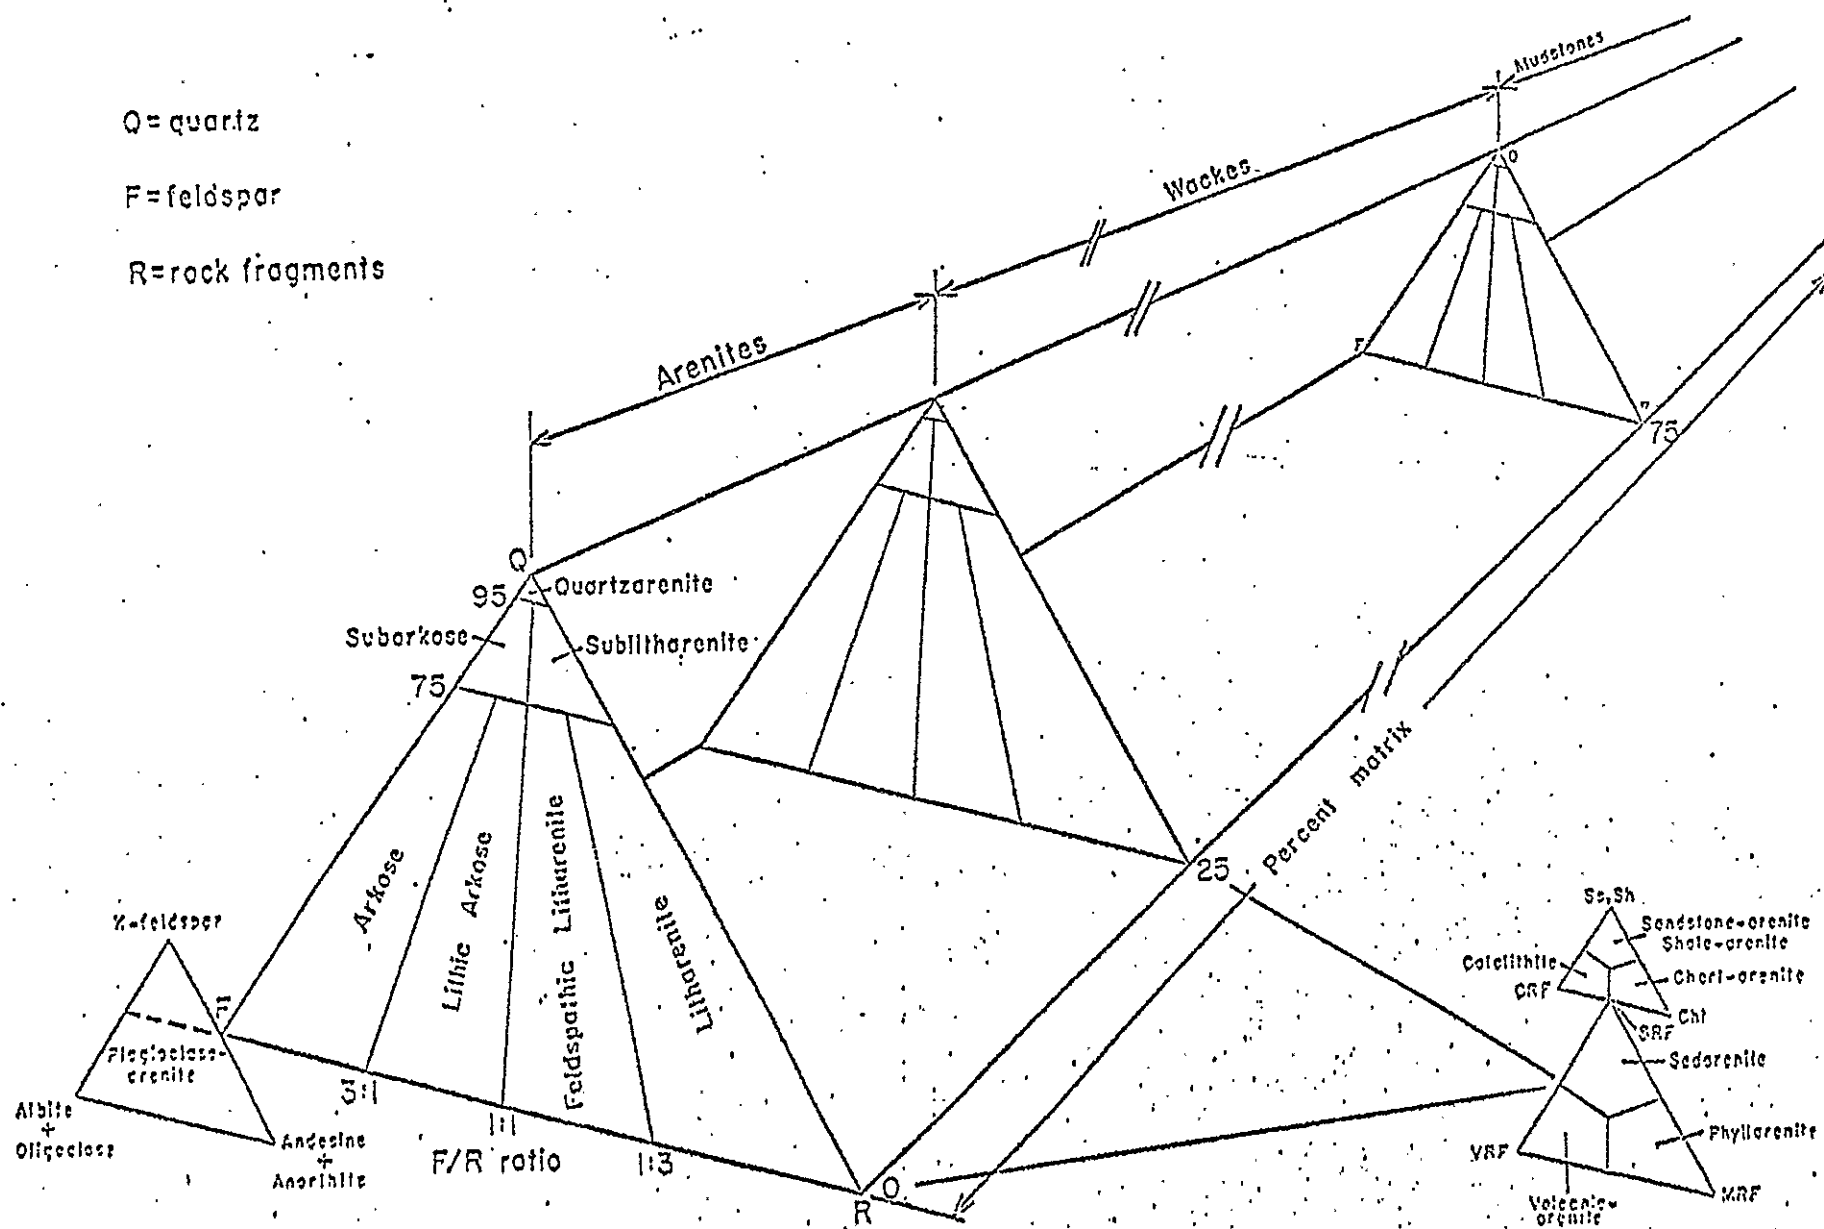 Q=quartz
F=feldspar
R=rock fragments
Mudstones
Wackes
Arenites
Q
F
75
Q
95
Quartzarenite
Subarkose
Sublitharenite
75
Arkose
Lithic Arkose
Feldspathic Litharenite
Litharenite
25
Percent matrix
K-feldspar
F
Plagioclase-
arenite
Albite
+
Oligoclase
Andesine
+
Anorthite
3:1
1:1
F/R ratio
1:3
R
0
Ss,Sh
Sandstone-arenite
Shale-arenite
Calclithite
Chert-arenite
CRF
Cht
SRF
Sedarenite
Phyllarenite
VRF
Volcanic-
arenite
MRF